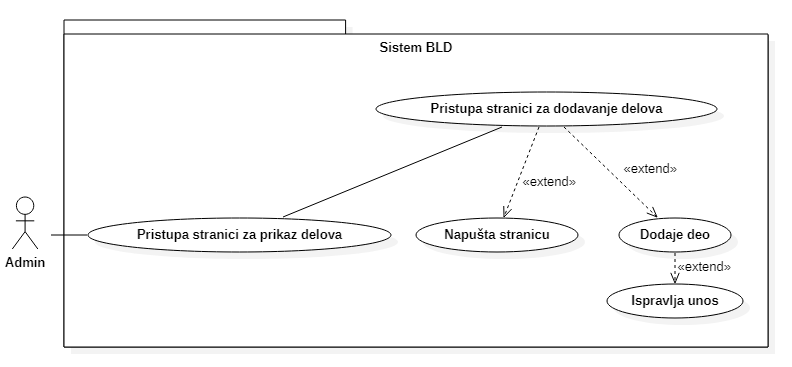 Sistem BLD
Pristupa stranici za dodavanje delova
«extend»
«extend»
Pristupa stranici za prikaz delova
Napušta stranicu
Dodaje deo
Admin
«extend»
Ispravlja unos